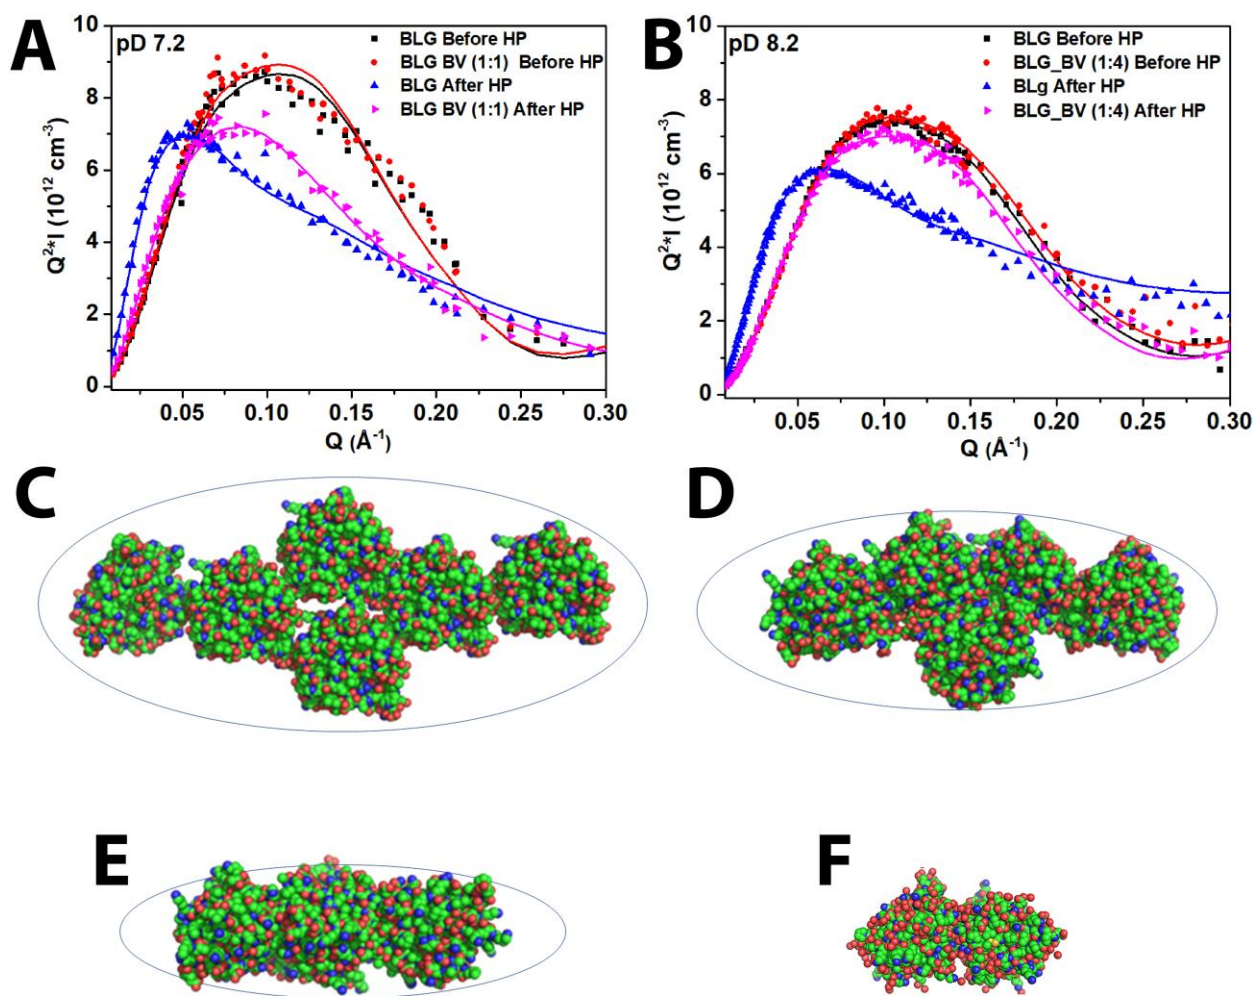 A
pD 7.2
BLG Before HP
BLG BV (1:1) Before HP
BLG After HP
BLG BV (1:1) After HP
Q²*I (10¹² cm⁻³)
10
8
6
4
2
0
0.05 0.10 0.15 0.20 0.25 0.30
Q (Å⁻¹)
B
pD 8.2
BLG Before HP
BLG_BV (1:4) Before HP
BLg After HP
BLG_BV (1:4) After HP
Q²*I (10¹² cm⁻³)
10
8
6
4
2
0
0.05 0.10 0.15 0.20 0.25 0.30
Q (Å⁻¹)
C
D
E
F